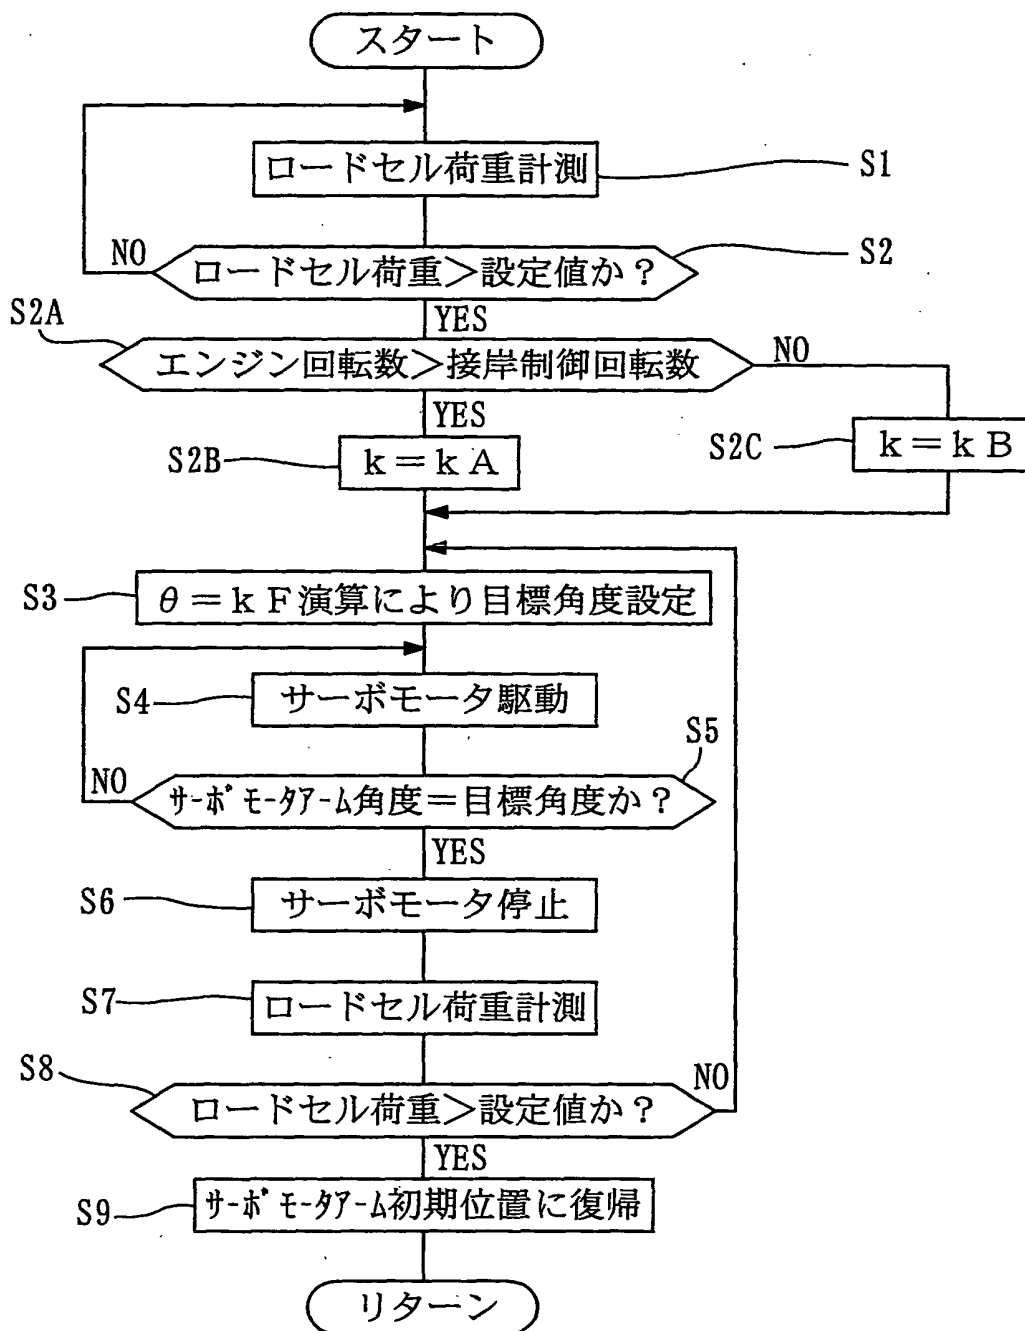 スタート
ロードセル荷重計測
S1
ロードセル荷重>設定値か?
S2
NO
YES
S2A
エンジン回転数>接岸制御回転数
NO
YES
S2B
k=kA
S2C
k=kB
S3
θ=kF演算により目標角度設定
S4
サーボモータ駆動
S5
NO
サーボモータアーム角度=目標角度か?
YES
S6
サーボモータ停止
S7
ロードセル荷重計測
S8
ロードセル荷重>設定値か?
NO
YES
S9
サーボモータアーム初期位置に復帰
リターン